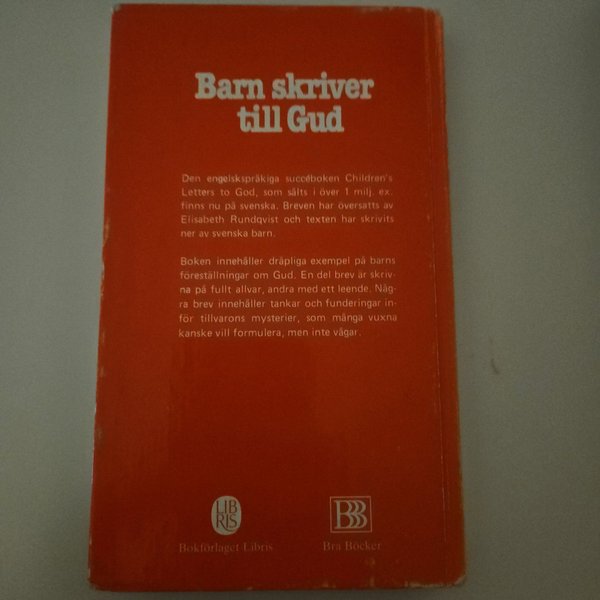 Barn skriver
till Gud
Den engelskspråkiga succéboken Children's
Letters to God, som sålts i över 1 milj. ex.
finns nu på svenska. Breven har översatts av
Elisabeth Rundqvist och texten har skrivits
ner av svenska barn.
Boken innehåller dråpliga exempel på barns
föreställningar om Gud. En del brev är skriv-
na på fullt allvar, andra med ett leende. Någ-
ra brev innehåller tankar och funderingar in-
för tillvarons mysterier, som många vuxna
kanske vill formulera, men inte vågar.
LIB
RIS
BBB
Bokförlaget Libris
Bra Böcker